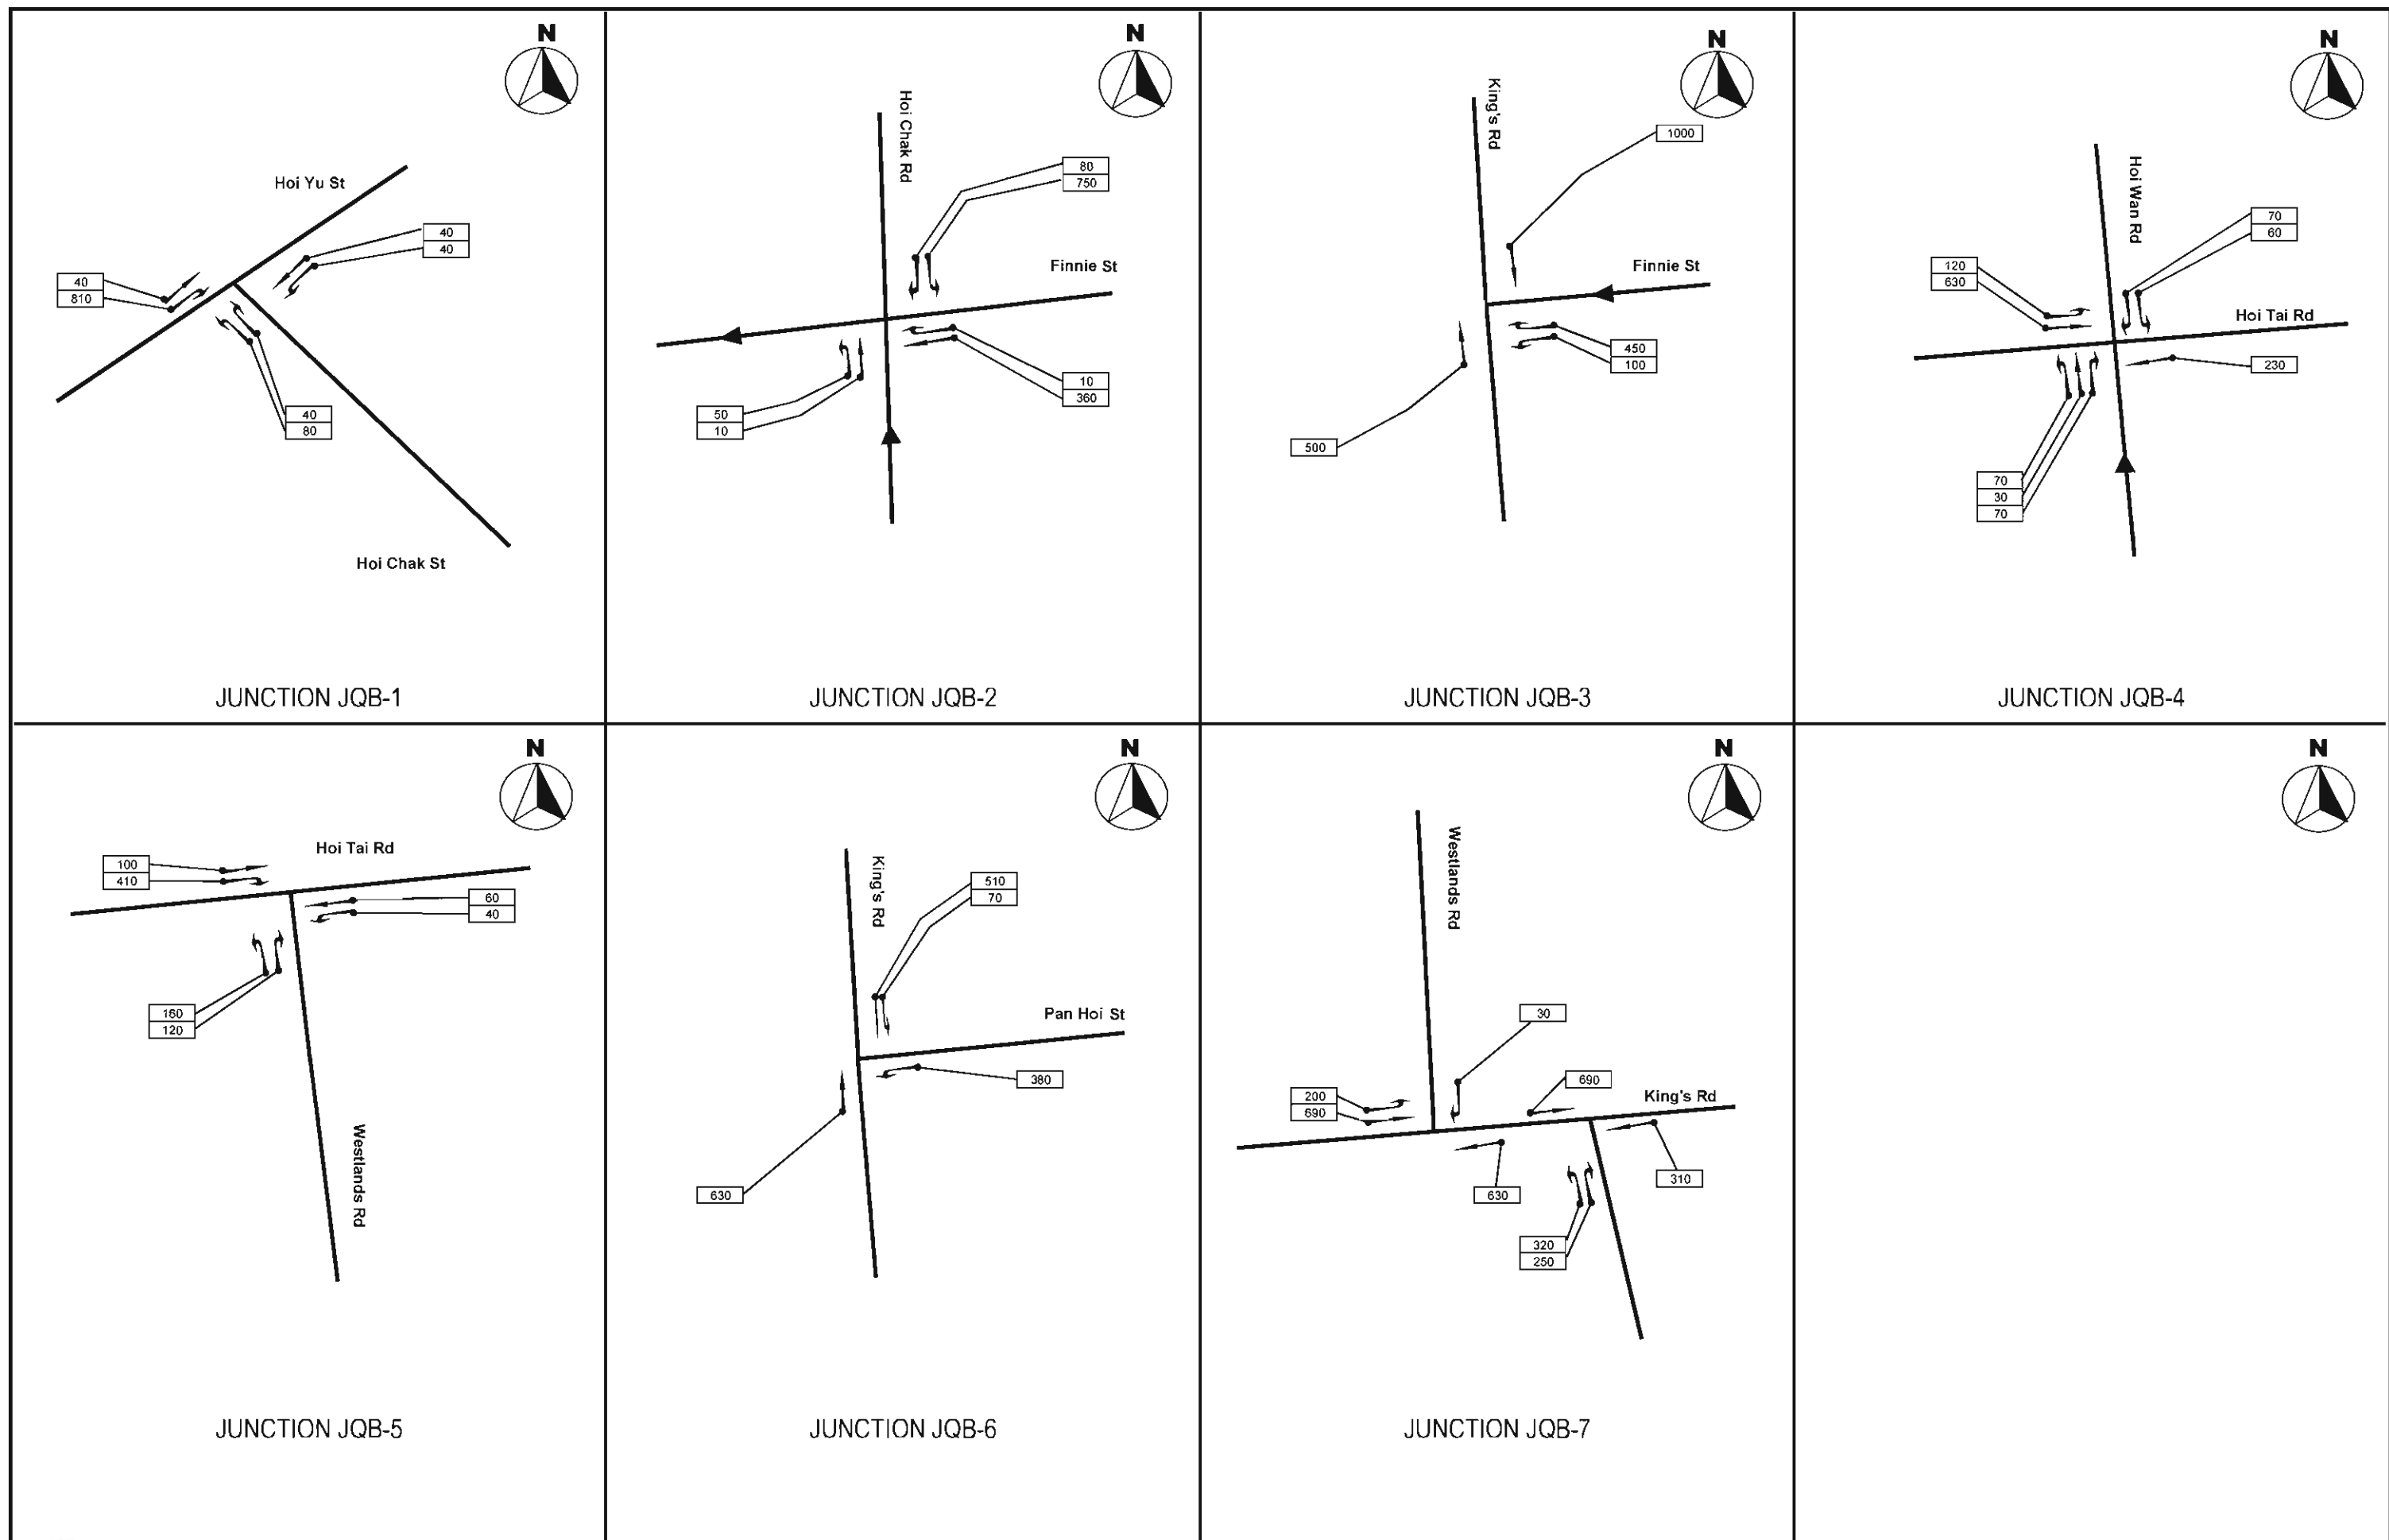 N
Hoi Yu St
40
40
40
810
40
80
Hoi Chak St
JUNCTION JQB-1
N
Hoi Chak Rd
80
750
Finnie St
10
360
50
10
JUNCTION JQB-2
N
King's Rd
1000
Finnie St
450
100
500
JUNCTION JQB-3
N
Hoi Wan Rd
70
60
120
630
Hoi Tai Rd
230
70
30
70
JUNCTION JQB-4
N
Hoi Tai Rd
100
410
60
40
160
120
Westlands Rd
JUNCTION JQB-5
N
King's Rd
510
70
Pan Hoi St
380
630
JUNCTION JQB-6
N
Westlands Rd
30
690
200
690
King's Rd
630
310
320
250
JUNCTION JQB-7
N